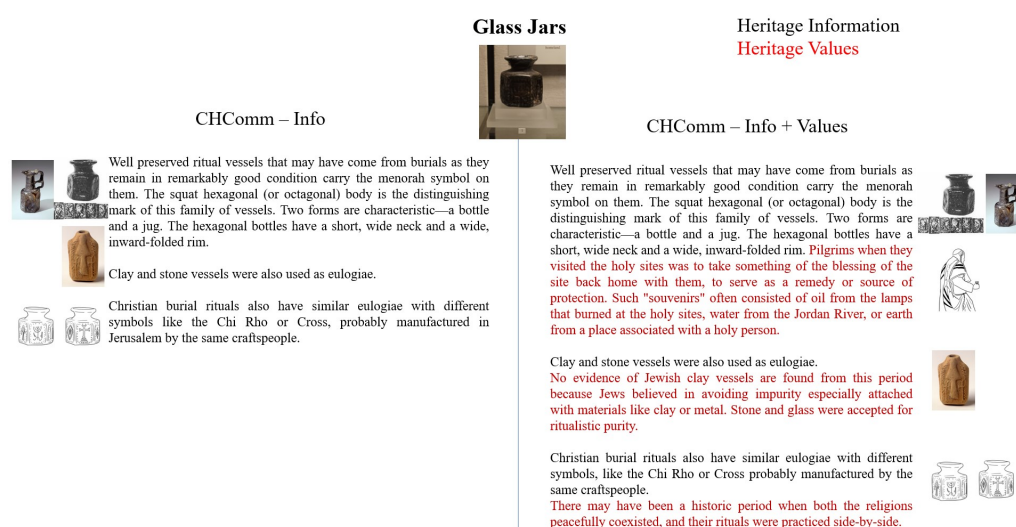 Glass Jars
Heritage Information
Heritage Values
CHComm – Info
Well preserved ritual vessels that may have come from burials as they
remain in remarkably good condition carry the menorah symbol on
them. The squat hexagonal (or octagonal) body is the distinguishing
mark of this family of vessels. Two forms are characteristic—a bottle
and a jug. The hexagonal bottles have a short, wide neck and a wide,
inward-folded rim.
Clay and stone vessels were also used as eulogiae.
Christian burial rituals also have similar eulogiae with different
symbols like the Chi Rho or Cross, probably manufactured in
Jerusalem by the same craftspeople.
CHComm – Info + Values
Well preserved ritual vessels that may have come from burials as
they remain in remarkably good condition carry the menorah
symbol on them. The squat hexagonal (or octagonal) body is the
distinguishing mark of this family of vessels. Two forms are
characteristic—a bottle and a jug. The hexagonal bottles have a
short, wide neck and a wide, inward-folded rim. Pilgrims when they
visited the holy sites was to take something of the blessing of the
site back home with them, to serve as a remedy or source of
protection. Such "souvenirs" often consisted of oil from the lamps
that burned at the holy sites, water from the Jordan River, or earth
from a place associated with a holy person.
Clay and stone vessels were also used as eulogiae.
No evidence of Jewish clay vessels are found from this period
because Jews believed in avoiding impurity especially attached
with materials like clay or metal. Stone and glass were accepted for
ritualistic purity.
Christian burial rituals also have similar eulogiae with different
symbols, like the Chi Rho or Cross probably manufactured by the
same craftspeople.
There may have been a historic period when both the religions
peacefully coexisted, and their rituals were practiced side-by-side.